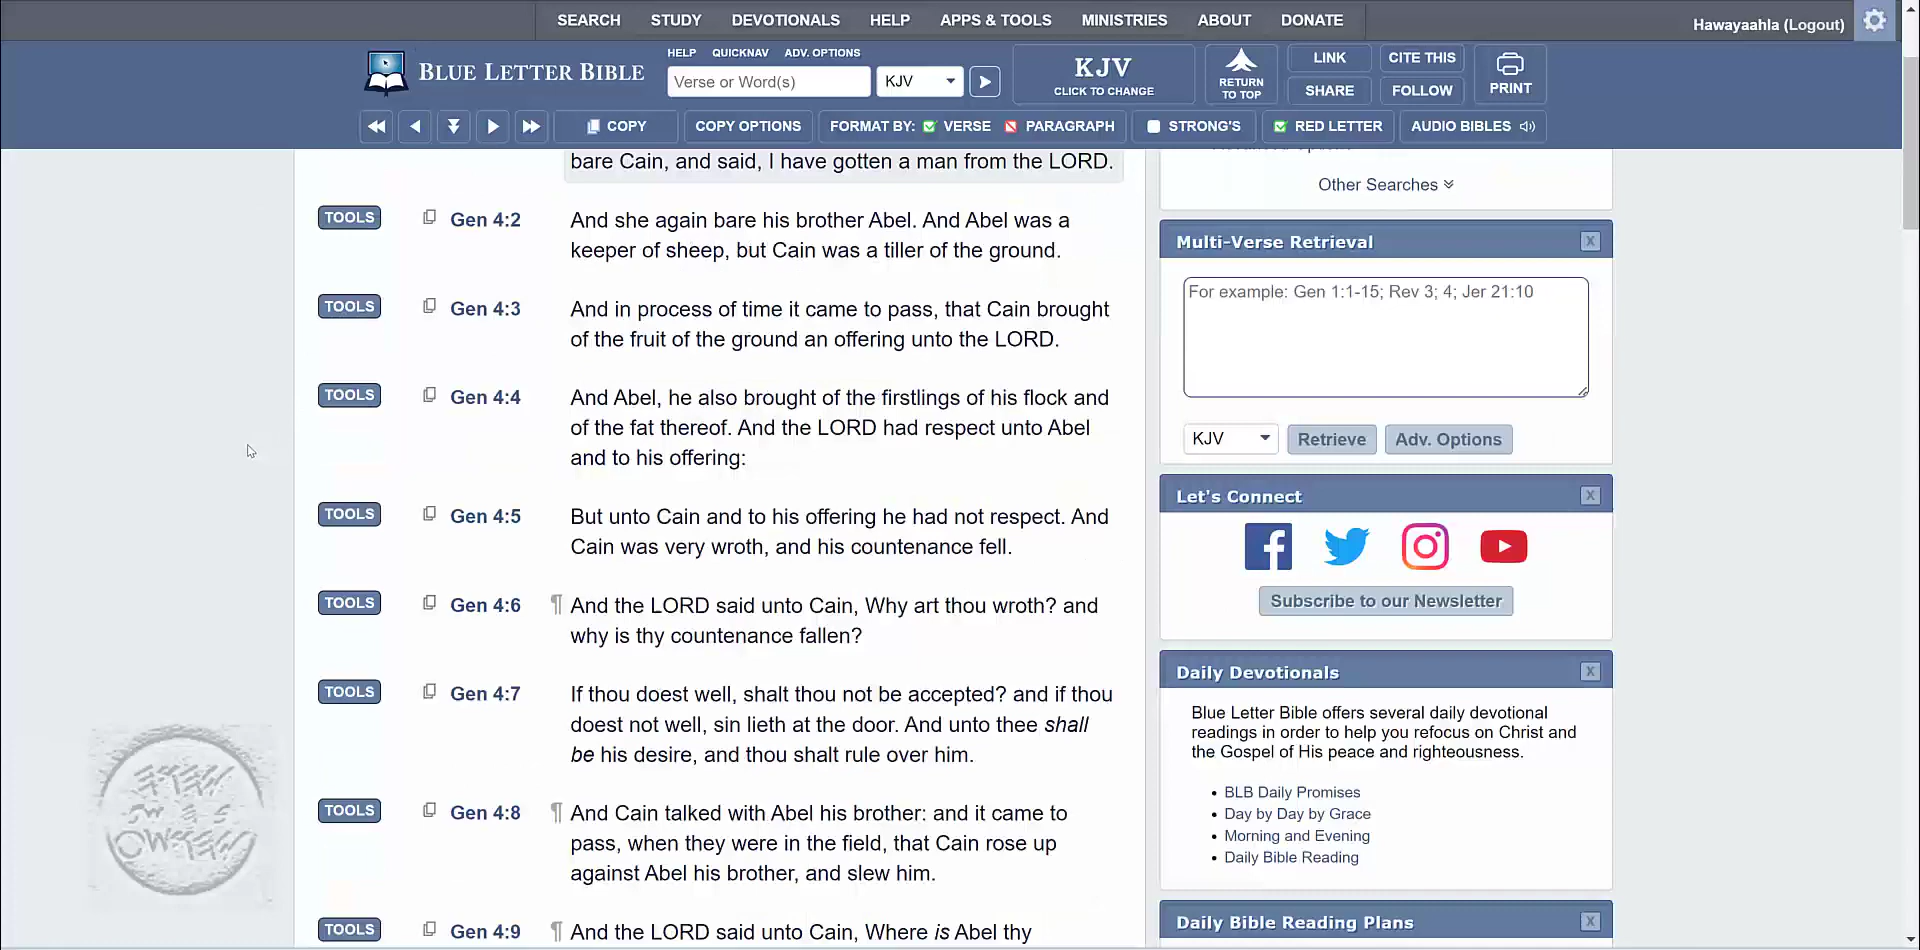 SEARCH STUDY DEVOTIONALS HELP APPS & TOOLS MINISTRIES ABOUT DONATE
Hawayaahla (Logout)
BLUE LETTER BIBLE
HELP QUICKNAV ADV. OPTIONS
Verse or Word(s)
KJV
KJV
CLICK TO CHANGE
RETURN
TO TOP
LINK
CITE THIS
SHARE
FOLLOW
PRINT
COPY
COPY OPTIONS
FORMAT BY: VERSE PARAGRAPH
STRONG'S
RED LETTER
AUDIO BIBLES
bare Cain, and said, I have gotten a man from the LORD.
TOOLS
Gen 4:2
And she again bare his brother Abel. And Abel was a
keeper of sheep, but Cain was a tiller of the ground.
TOOLS
Gen 4:3
And in process of time it came to pass, that Cain brought
of the fruit of the ground an offering unto the LORD.
TOOLS
Gen 4:4
And Abel, he also brought of the firstlings of his flock and
of the fat thereof. And the LORD had respect unto Abel
and to his offering:
TOOLS
Gen 4:5
But unto Cain and to his offering he had not respect. And
Cain was very wroth, and his countenance fell.
TOOLS
Gen 4:6
¶ And the LORD said unto Cain, Why art thou wroth? and
why is thy countenance fallen?
TOOLS
Gen 4:7
If thou doest well, shalt thou not be accepted? and if thou
doest not well, sin lieth at the door. And unto thee shall
be his desire, and thou shalt rule over him.
TOOLS
Gen 4:8
¶ And Cain talked with Abel his brother: and it came to
pass, when they were in the field, that Cain rose up
against Abel his brother, and slew him.
TOOLS
Gen 4:9
¶ And the LORD said unto Cain, Where is Abel thy
Other Searches
Multi-Verse Retrieval
X
For example: Gen 1:1-15; Rev 3; 4; Jer 21:10
KJV
Retrieve
Adv. Options
Let's Connect
X
Subscribe to our Newsletter
Daily Devotionals
X
Blue Letter Bible offers several daily devotional
readings in order to help you refocus on Christ and
the Gospel of His peace and righteousness.
• BLB Daily Promises
• Day by Day by Grace
• Morning and Evening
• Daily Bible Reading
Daily Bible Reading Plans
X